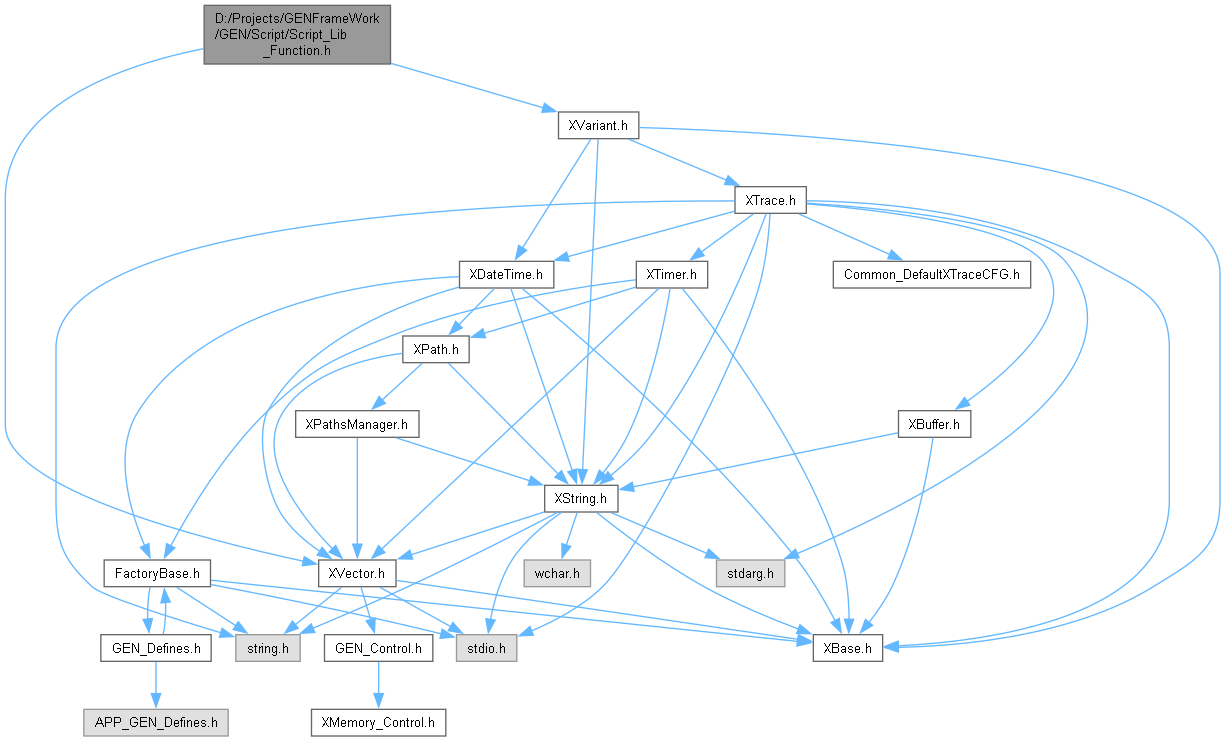 D:/Projects/GENFrameWork
/GEN/Script/Script_Lib
_Function.h
XVariant.h
XTrace.h
XDateTime.h
XTimer.h
Common_DefaultXTraceCFG.h
XPath.h
XPathsManager.h
XBuffer.h
XString.h
FactoryBase.h
XVector.h
wchar.h
stdarg.h
GEN_Defines.h
string.h
GEN_Control.h
stdio.h
XBase.h
APP_GEN_Defines.h
XMemory_Control.h